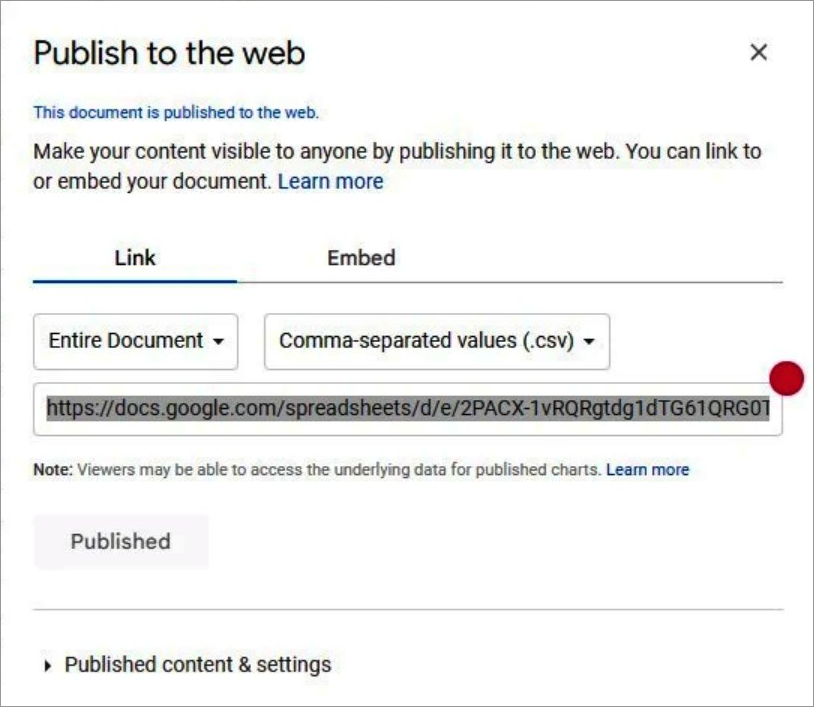 Publish to the web
This document is published to the web.
Make your content visible to anyone by publishing it to the web. You can link to
or embed your document. Learn more
Link Embed
Entire Document Comma-separated values (.csv)
https://docs.google.com/spreadsheets/d/e/2PACX-1vRQRgtdg1dTG61QRG0T
Note: Viewers may be able to access the underlying data for published charts. Learn more
Published
Published content & settings